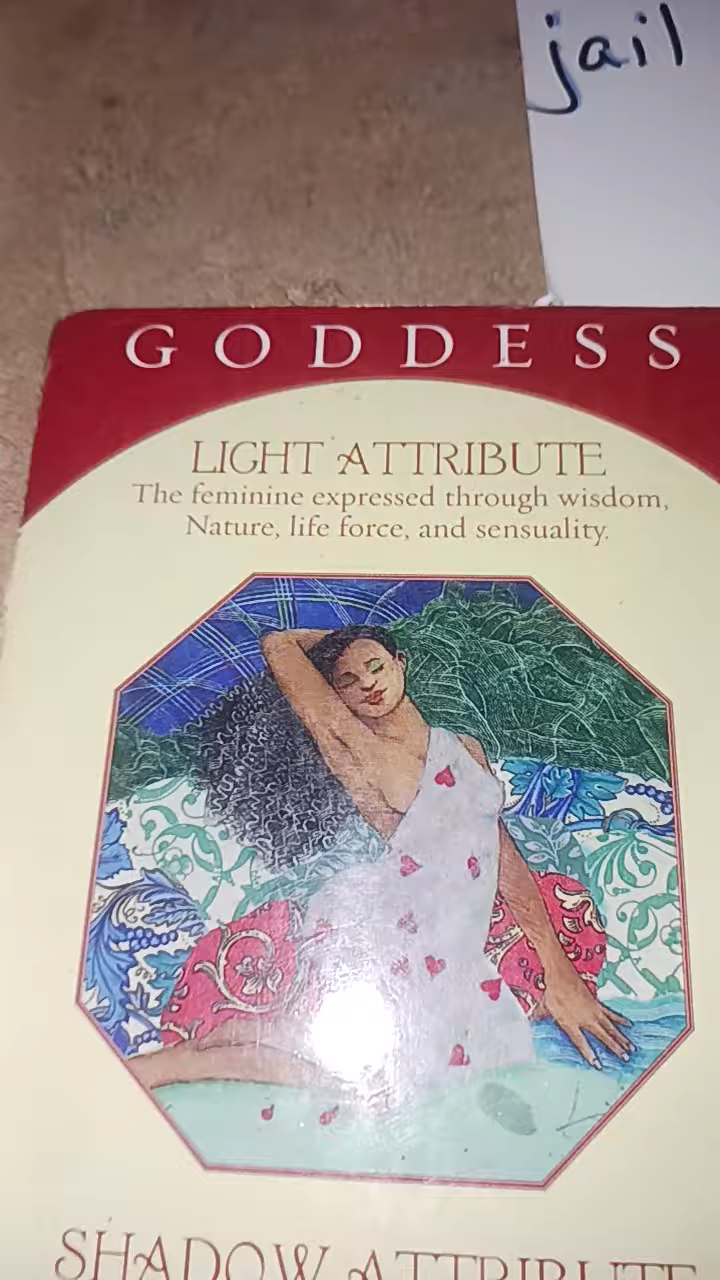 jail
GODDESS
LIGHT ATTRIBUTE
The feminine expressed through wisdom,
Nature, life force, and sensuality.
SHADOW ATTRIBUTE